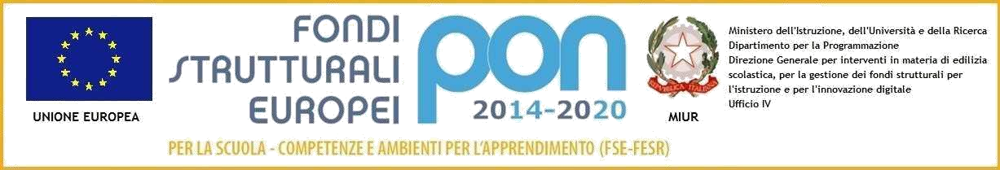 UNIONE EUROPEA
FONDI
STRUTTURALI
EUROPEI
pon
2014-2020
PER LA SCUOLA - COMPETENZE E AMBIENTI PER L'APPRENDIMENTO (FSE-FESR)
REPVBBLICA ITALIANA
MIUR
Ministero dell'Istruzione, dell'Università e della Ricerca
Dipartimento per la Programmazione
Direzione Generale per interventi in materia di edilizia
scolastica, per la gestione dei fondi strutturali per
l'istruzione e per l'innovazione digitale
Ufficio IV